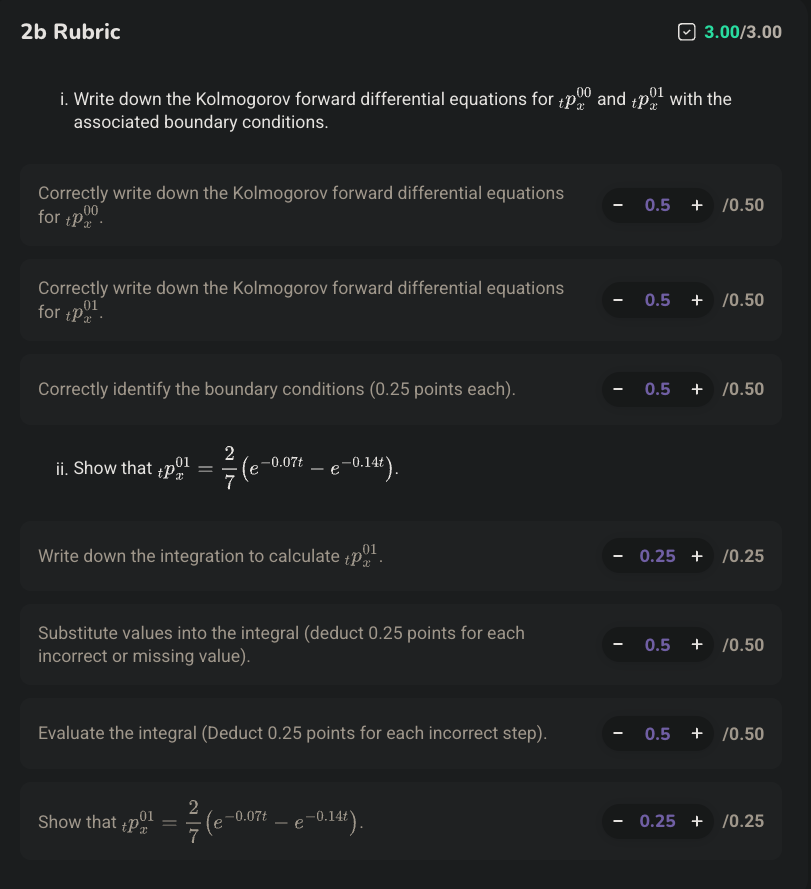 2b Rubric 3.00/3.00
i. Write down the Kolmogorov forward differential equations for $_tp_x^{00}$ and $_tp_x^{01}$ with the
associated boundary conditions.
Correctly write down the Kolmogorov forward differential equations
for $_tp_x^{00}$.
− 0.5 + /0.50
Correctly write down the Kolmogorov forward differential equations
for $_tp_x^{01}$.
− 0.5 + /0.50
Correctly identify the boundary conditions (0.25 points each).
− 0.5 + /0.50
ii. Show that $_tp_x^{01} = \frac{2}{7}\left(e^{-0.07t} - e^{-0.14t}\right)$.
Write down the integration to calculate $_tp_x^{01}$.
− 0.25 + /0.25
Substitute values into the integral (deduct 0.25 points for each
incorrect or missing value).
− 0.5 + /0.50
Evaluate the integral (Deduct 0.25 points for each incorrect step).
− 0.5 + /0.50
Show that $_tp_x^{01} = \frac{2}{7}\left(e^{-0.07t} - e^{-0.14t}\right)$.
− 0.25 + /0.25